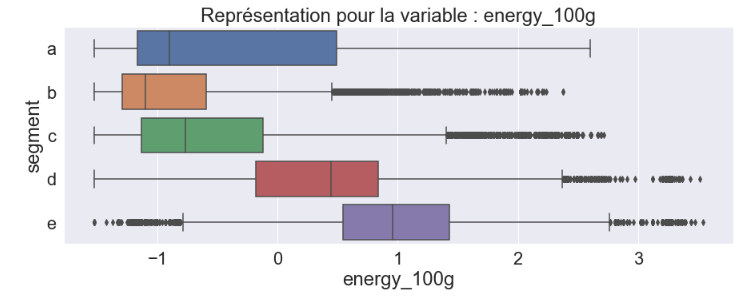 Représentation pour la variable : energy_100g
segment
a
b
c
d
e
−1
0
1
2
3
energy_100g